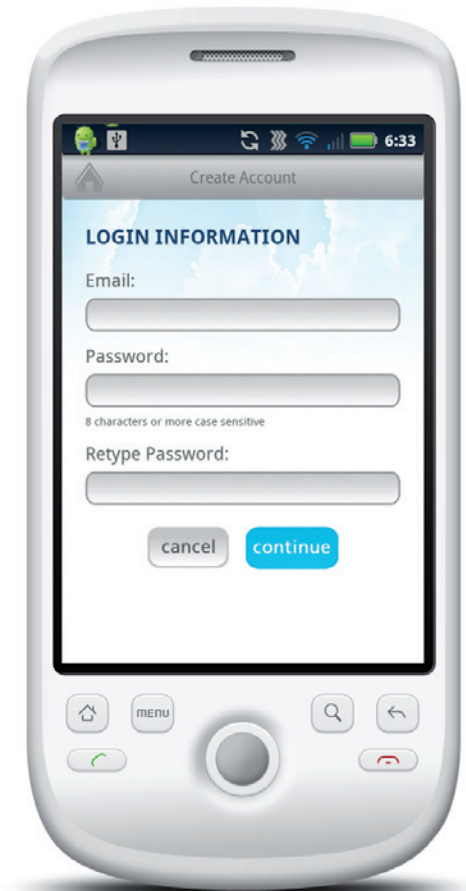 6:33
Create Account
LOGIN INFORMATION
Email:
Password:
8 characters or more case sensitive
Retype Password:
cancel continue
MENU